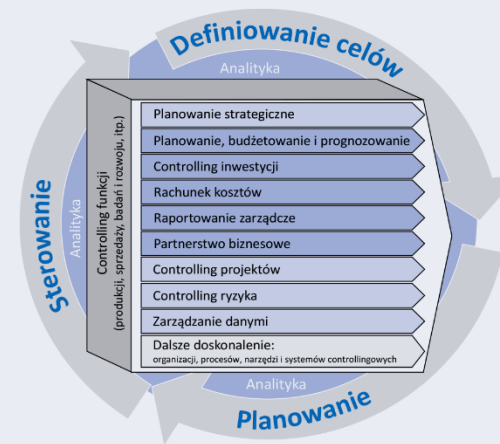 Definiowanie celów
Analityka
Planowanie strategiczne
Planowanie, budżetowanie i prognozowanie
Controlling inwestycji
Rachunek kosztów
Raportowanie zarządcze
Partnerstwo biznesowe
Controlling projektów
Controlling ryzyka
Zarządzanie danymi
Dalsze doskonalenie:
organizacji, procesów, narzędzi i systemów controllingowych
Controlling funkcji
(produkcji, sprzedaży, badań i rozwoju, itp.)
Analityka
Sterowanie
Analityka
Planowanie